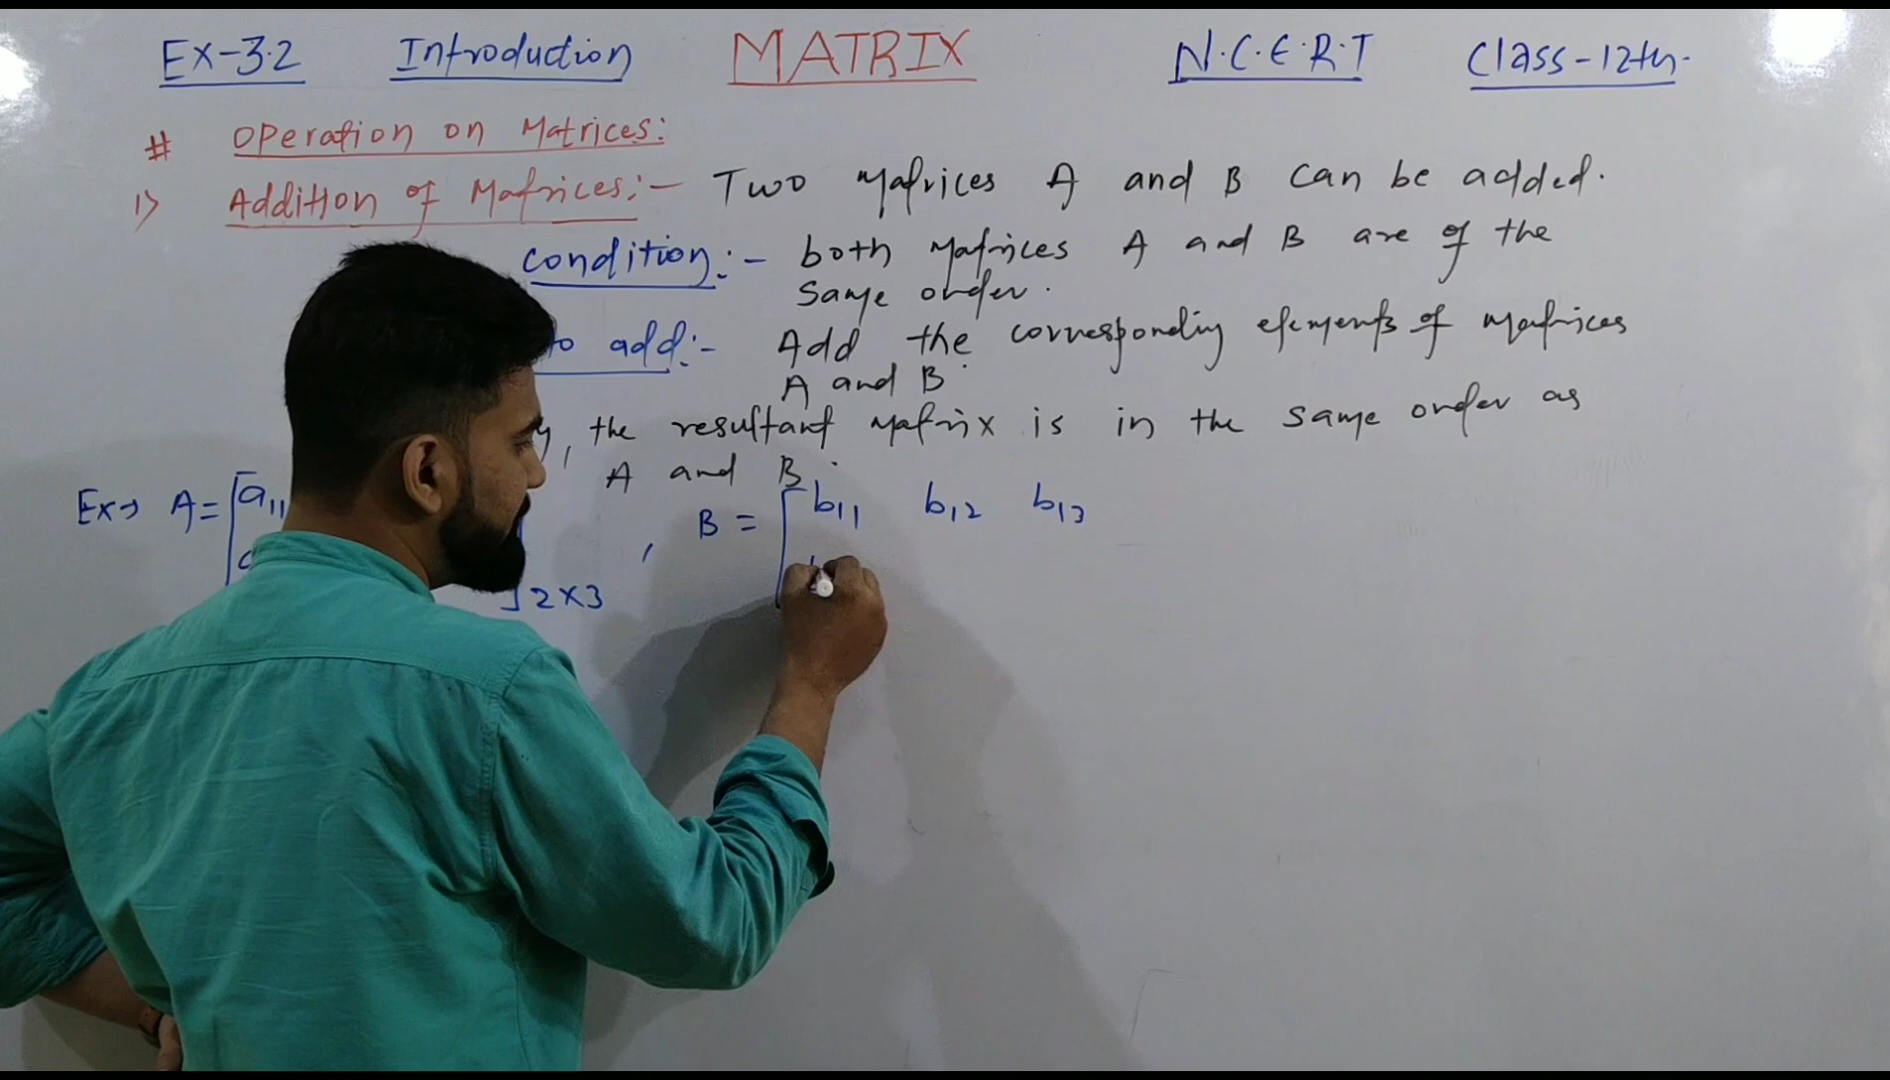 Ex-3.2 Introduction MATRIX N.C.E.R.T Class-12th.
# Operation on Matrices:
1) Addition of Matrices:- Two Matrices A and B can be added.
condition:- both Matrices A and B are of the
Same order.
to add:- Add the corresponding elements of matrices
A and B.
the resultant matrix is in the same order as
A and B.
Ex→ A = [a11 ]2×3 , B = [b11 b12 b13